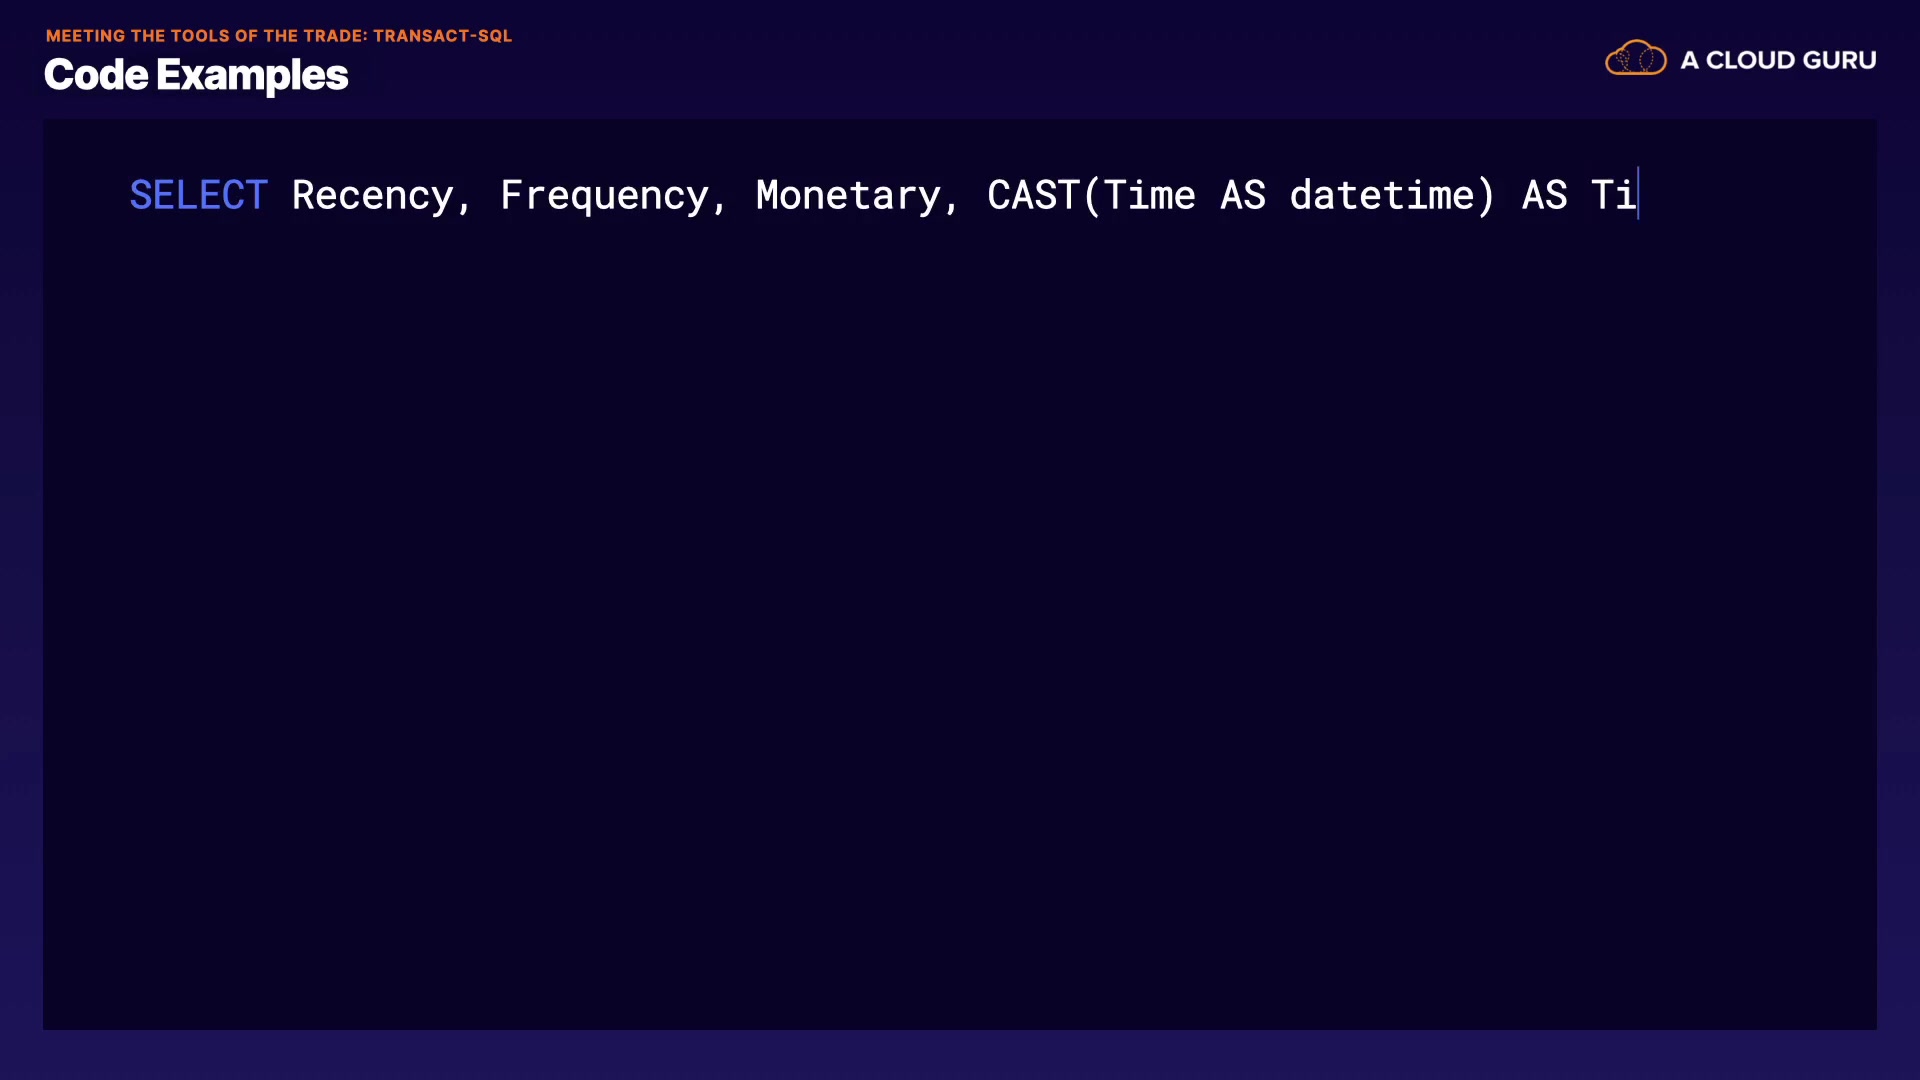 MEETING THE TOOLS OF THE TRADE: TRANSACT-SQL
Code Examples
A CLOUD GURU
SELECT Recency, Frequency, Monetary, CAST(Time AS datetime) AS Ti